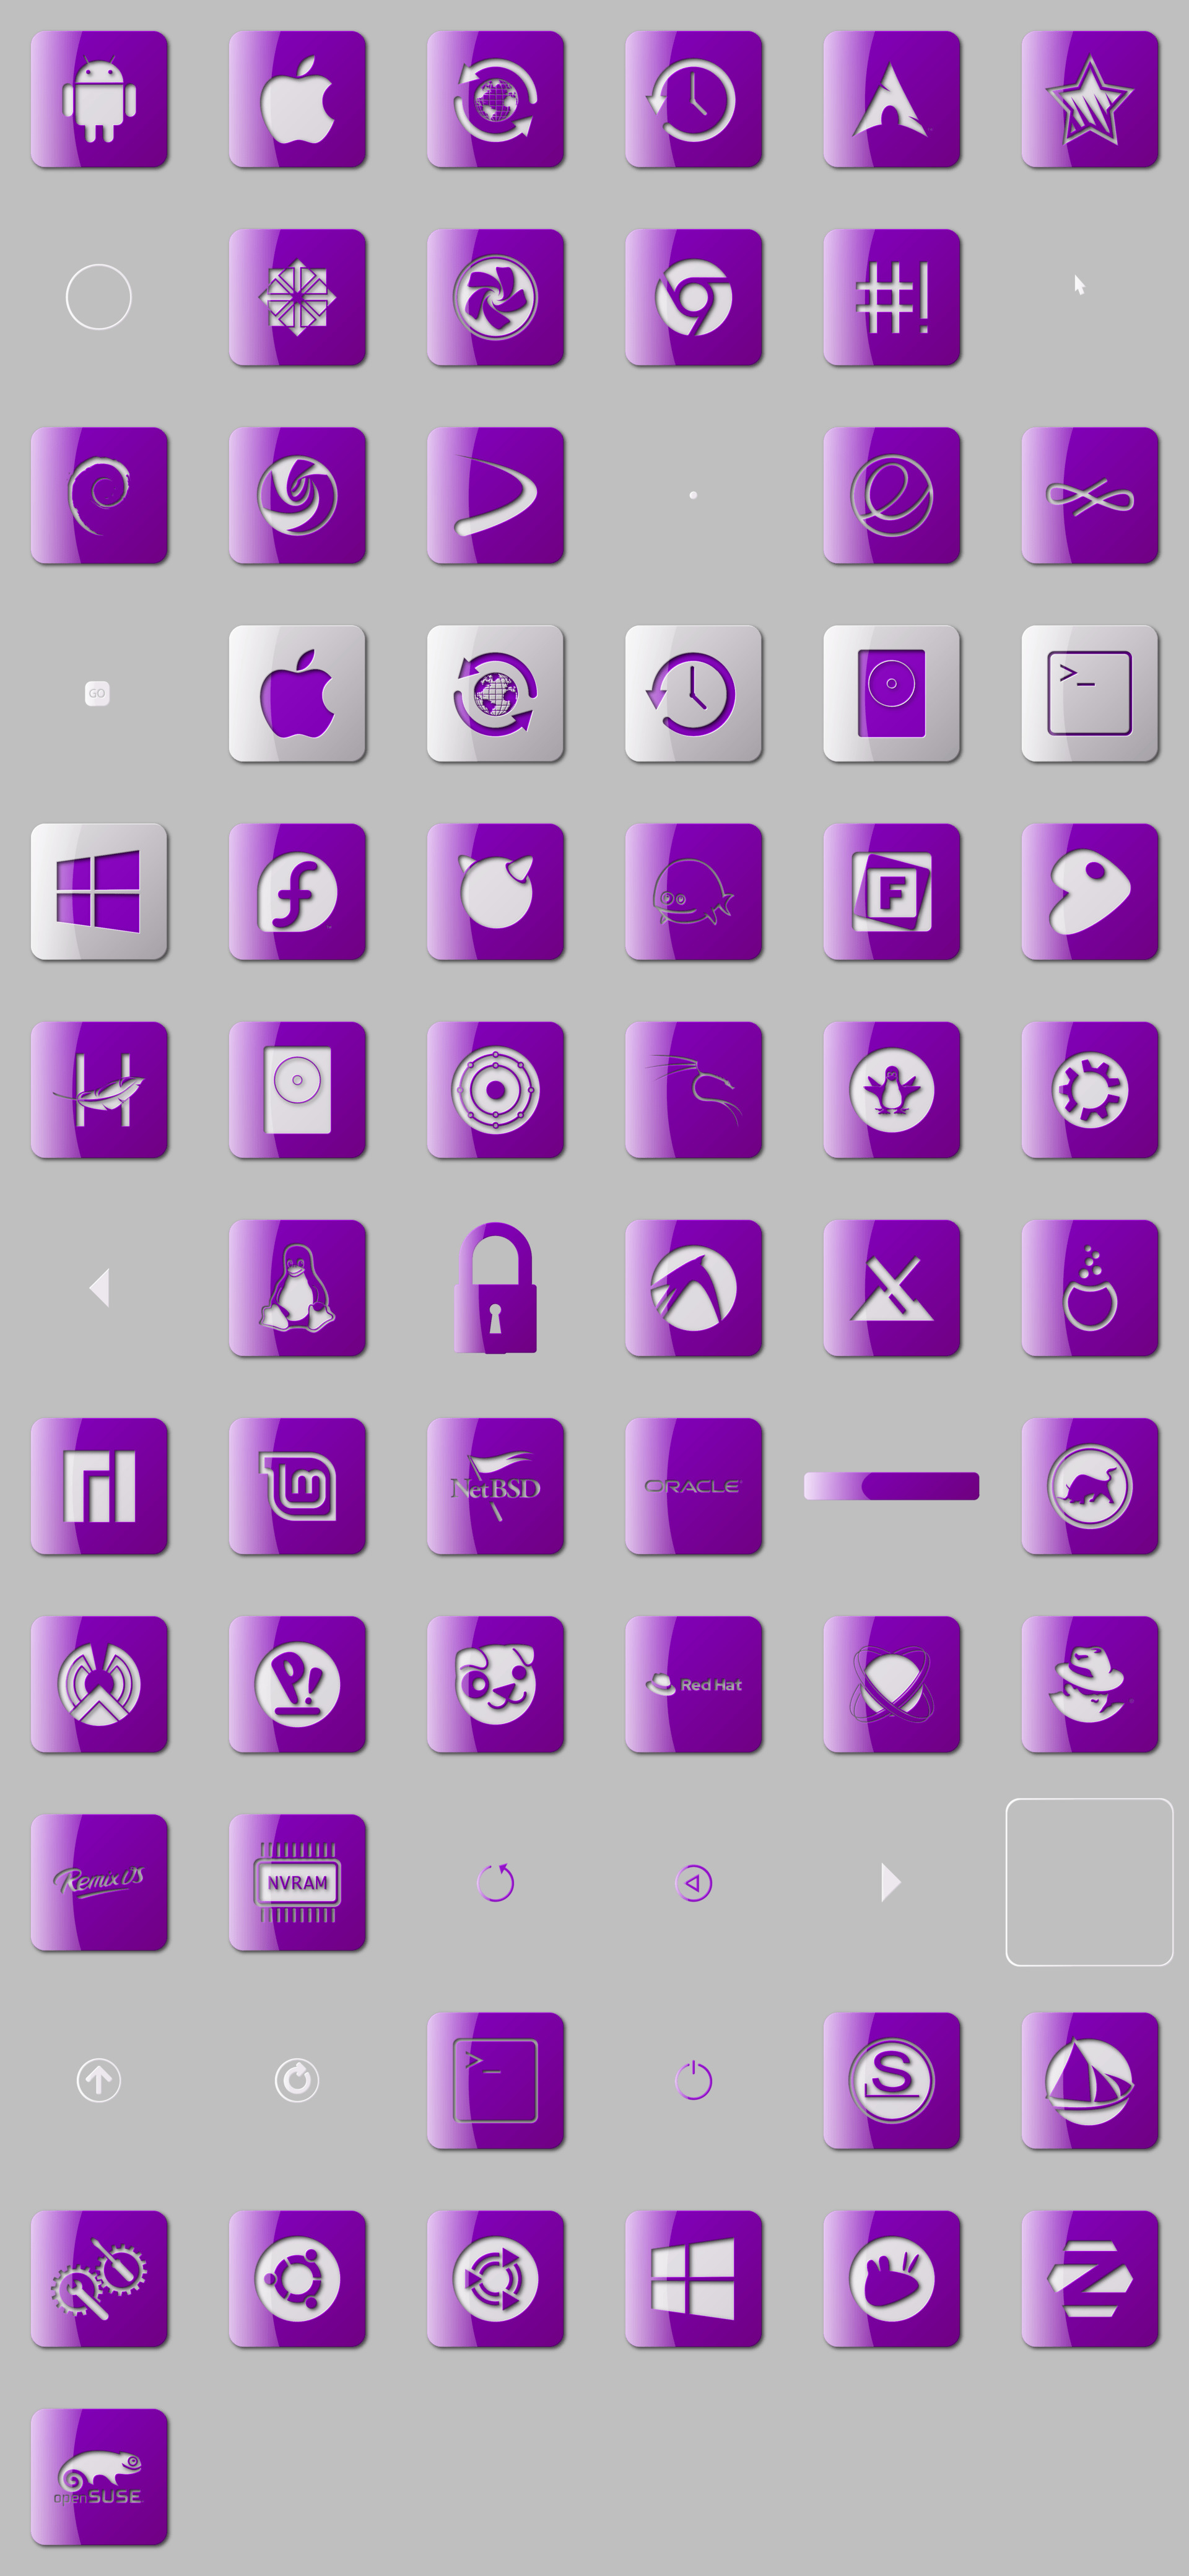 #!
GO
>_
F
NetBSD
ORACLE
P!
Red Hat
Remix OS
NVRAM
>_
S
Z
openSUSE